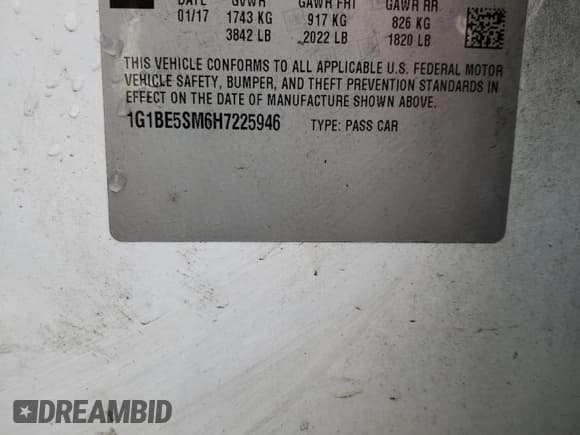 DATE GVWR GAWR FRT GAWR RR
01/17 1743 KG 917 KG 826 KG
3842 LB 2022 LB 1820 LB
THIS VEHICLE CONFORMS TO ALL APPLICABLE U.S. FEDERAL MOTOR
VEHICLE SAFETY, BUMPER, AND THEFT PREVENTION STANDARDS IN
EFFECT ON THE DATE OF MANUFACTURE SHOWN ABOVE.
1G1BE5SM6H7225946 TYPE: PASS CAR
DREAMBID